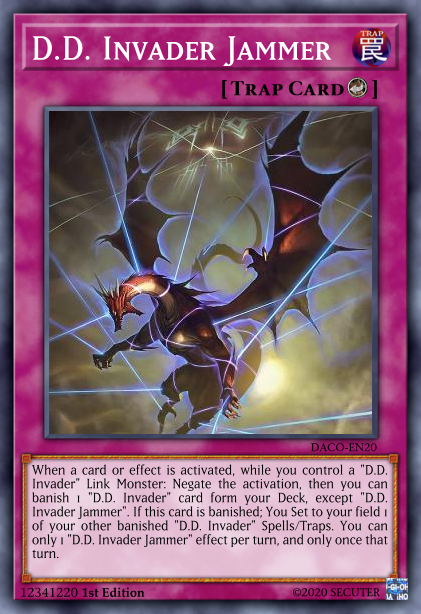 D.D. Invader Jammer
TRAP
罠
[Trap Card]
DACO-EN20
When a card or effect is activated, while you control a "D.D.
Invader" Link Monster: Negate the activation, then you can
banish 1 "D.D. Invader" card form your Deck, except "D.D.
Invader Jammer". If this card is banished; You Set to your field 1
of your other banished "D.D. Invader" Spells/Traps. You can
only 1 "D.D. Invader Jammer" effect per turn, and only once that
turn.
12341220 1st Edition
©2020 SECUTER